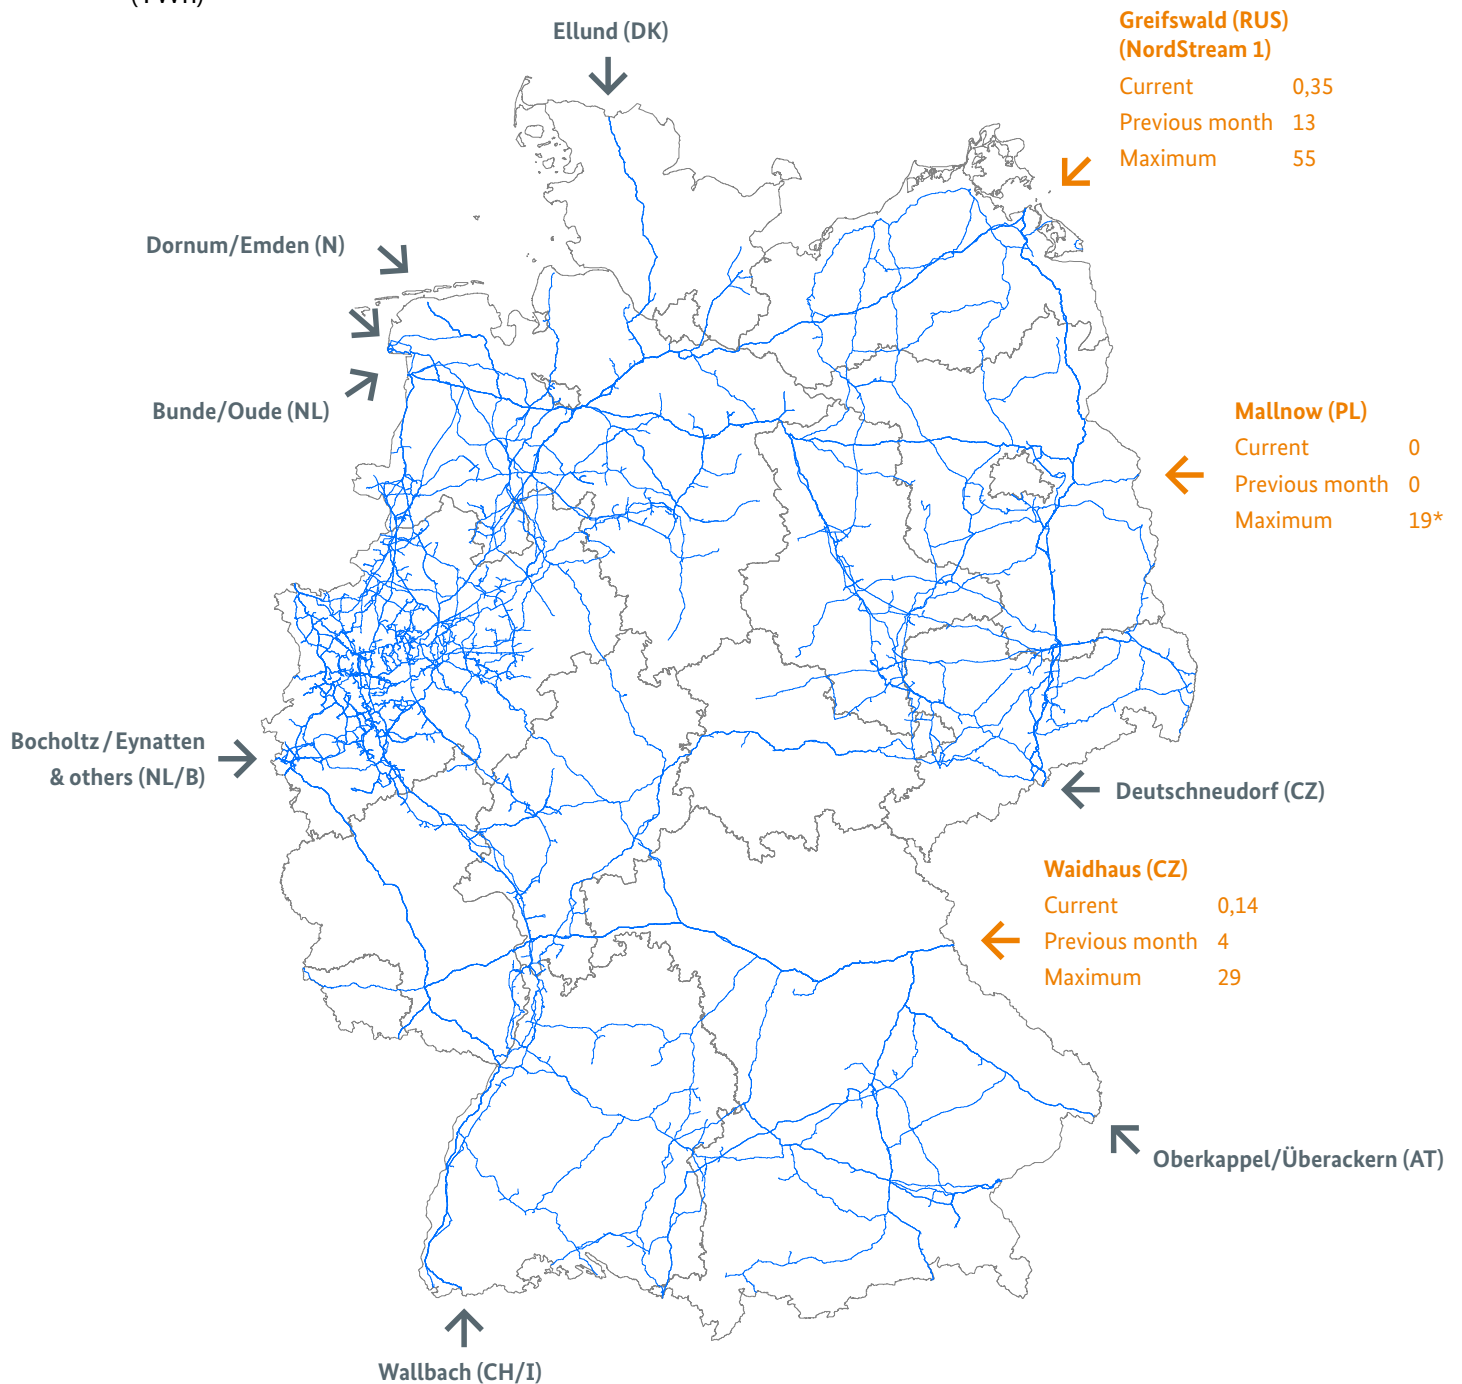 (TWh)
Ellund (DK)
Greifswald (RUS)
(NordStream 1)
Current 0,35
Previous month 13
Maximum 55
Dornum/Emden (N)
Bunde/Oude (NL)
Mallnow (PL)
Current 0
Previous month 0
Maximum 19*
Bocholtz / Eynatten
& others (NL/B)
Deutschneudorf (CZ)
Waidhaus (CZ)
Current 0,14
Previous month 4
Maximum 29
Oberkappel/Überackern (AT)
Wallbach (CH/I)